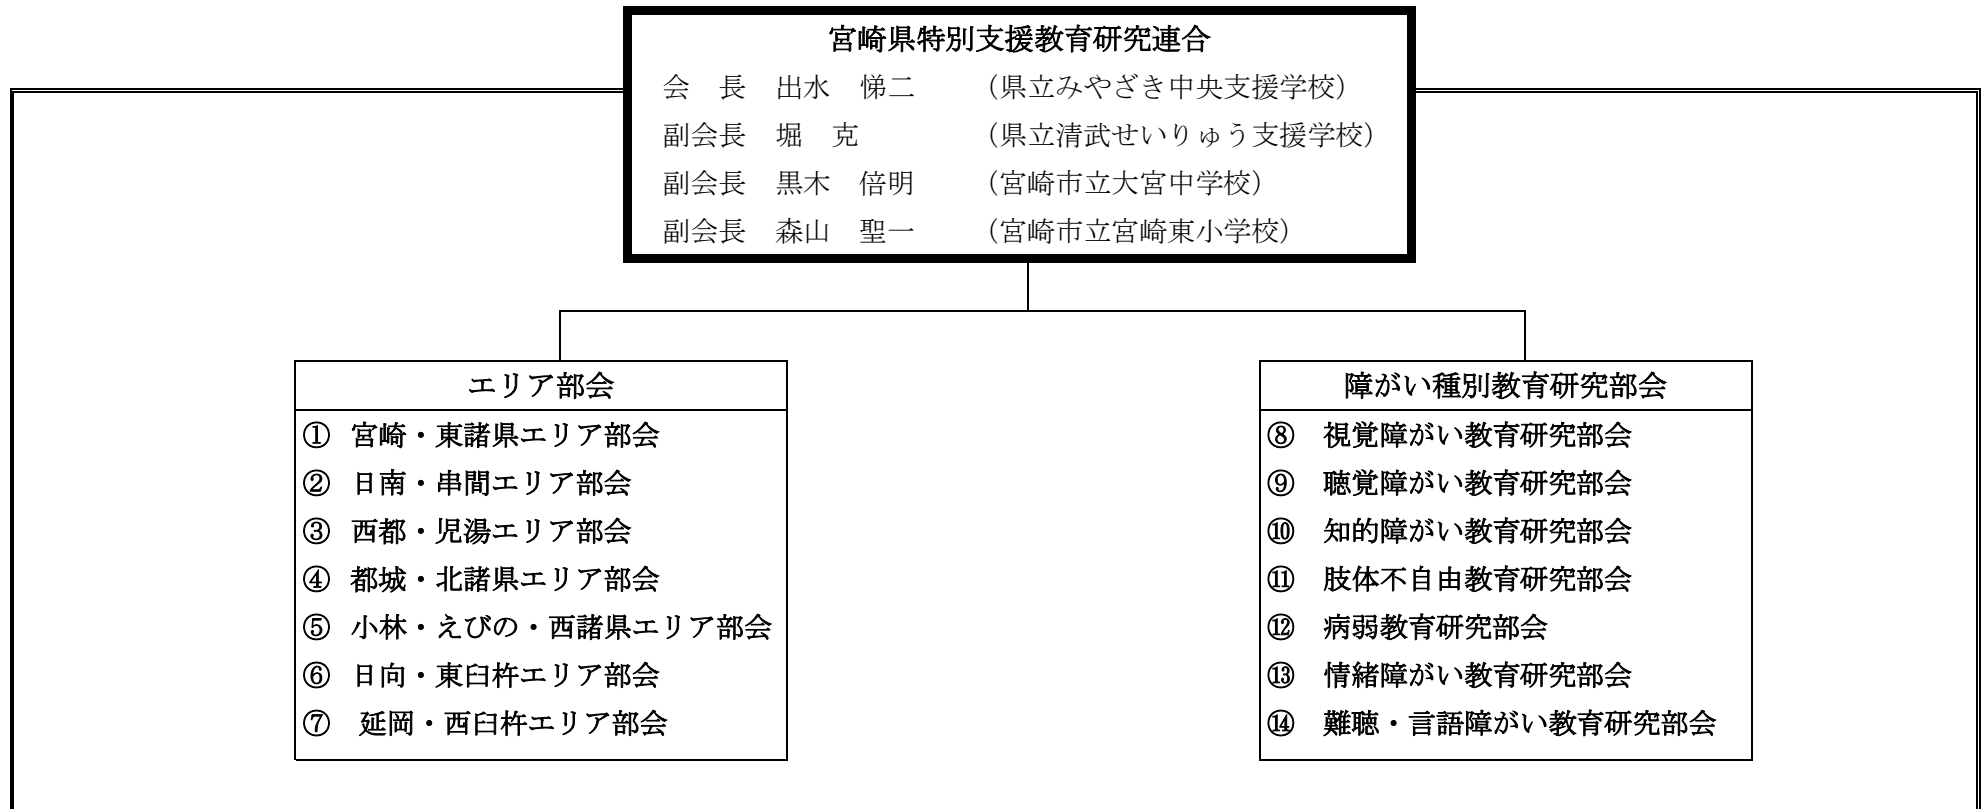 宮崎県特別支援教育研究連合
会　長　出水　悌二　　（県立みやざき中央支援学校）
副会長　堀　克　　　　（県立清武せいりゅう支援学校）
副会長　黒木　倍明　　（宮崎市立大宮中学校）
副会長　森山　聖一　　（宮崎市立宮崎東小学校）
エリア部会
①　宮崎・東諸県エリア部会
②　日南・串間エリア部会
③　西都・児湯エリア部会
④　都城・北諸県エリア部会
⑤　小林・えびの・西諸県エリア部会
⑥　日向・東臼杵エリア部会
⑦　延岡・西臼杵エリア部会
障がい種別教育研究部会
⑧　視覚障がい教育研究部会
⑨　聴覚障がい教育研究部会
⑩　知的障がい教育研究部会
⑪　肢体不自由教育研究部会
⑫　病弱教育研究部会
⑬　情緒障がい教育研究部会
⑭　難聴・言語障がい教育研究部会